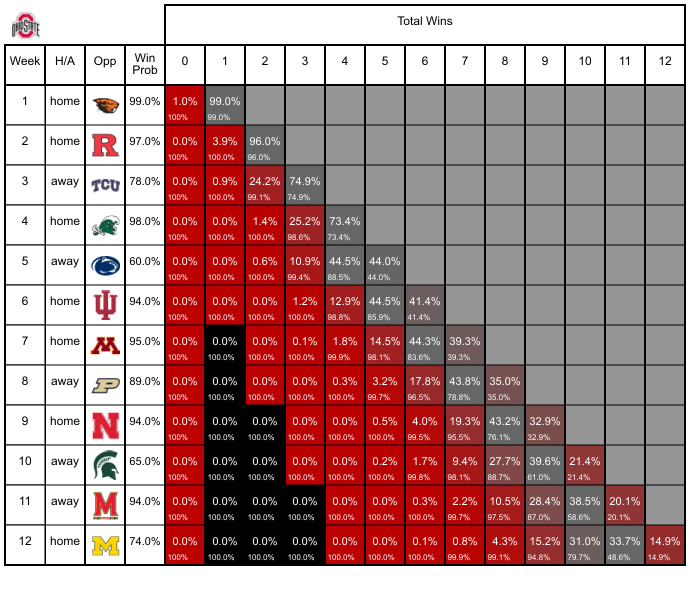 OHIO STATE
Total Wins
Week H/A Opp Win Prob 0 1 2 3 4 5 6 7 8 9 10 11 12
1 home 99.0% 1.0% 99.0%
100% 99.0%
2 home R 97.0% 0.0% 3.9% 96.0%
100% 100.0% 96.0%
3 away TCU 78.0% 0.0% 0.9% 24.2% 74.9%
100% 100.0% 99.1% 74.9%
4 home 98.0% 0.0% 0.0% 1.4% 25.2% 73.4%
100% 100.0% 100.0% 98.6% 73.4%
5 away 60.0% 0.0% 0.0% 0.6% 10.9% 44.5% 44.0%
100% 100.0% 100.0% 99.4% 88.5% 44.0%
6 home 94.0% 0.0% 0.0% 0.0% 1.2% 12.9% 44.5% 41.4%
100% 100.0% 100.0% 100.0% 98.8% 85.9% 41.4%
7 home M 95.0% 0.0% 0.0% 0.0% 0.1% 1.8% 14.5% 44.3% 39.3%
100% 100.0% 100.0% 100.0% 99.9% 98.1% 83.6% 39.3%
8 away P 89.0% 0.0% 0.0% 0.0% 0.0% 0.3% 3.2% 17.8% 43.8% 35.0%
100% 100.0% 100.0% 100.0% 100.0% 99.7% 96.5% 78.8% 35.0%
9 home N 94.0% 0.0% 0.0% 0.0% 0.0% 0.0% 0.5% 4.0% 19.3% 43.2% 32.9%
100% 100.0% 100.0% 100.0% 100.0% 100.0% 99.5% 95.5% 76.1% 32.9%
10 away 65.0% 0.0% 0.0% 0.0% 0.0% 0.0% 0.2% 1.7% 9.4% 27.7% 39.6% 21.4%
100% 100.0% 100.0% 100.0% 100.0% 100.0% 99.8% 98.1% 88.7% 61.0% 21.4%
11 away M 94.0% 0.0% 0.0% 0.0% 0.0% 0.0% 0.0% 0.3% 2.2% 10.5% 28.4% 38.5% 20.1%
100% 100.0% 100.0% 100.0% 100.0% 100.0% 100.0% 99.7% 97.5% 87.0% 58.6% 20.1%
12 home M 74.0% 0.0% 0.0% 0.0% 0.0% 0.0% 0.0% 0.1% 0.8% 4.3% 15.2% 31.0% 33.7% 14.9%
100% 100.0% 100.0% 100.0% 100.0% 100.0% 100.0% 99.9% 99.1% 94.8% 79.7% 48.6% 14.9%